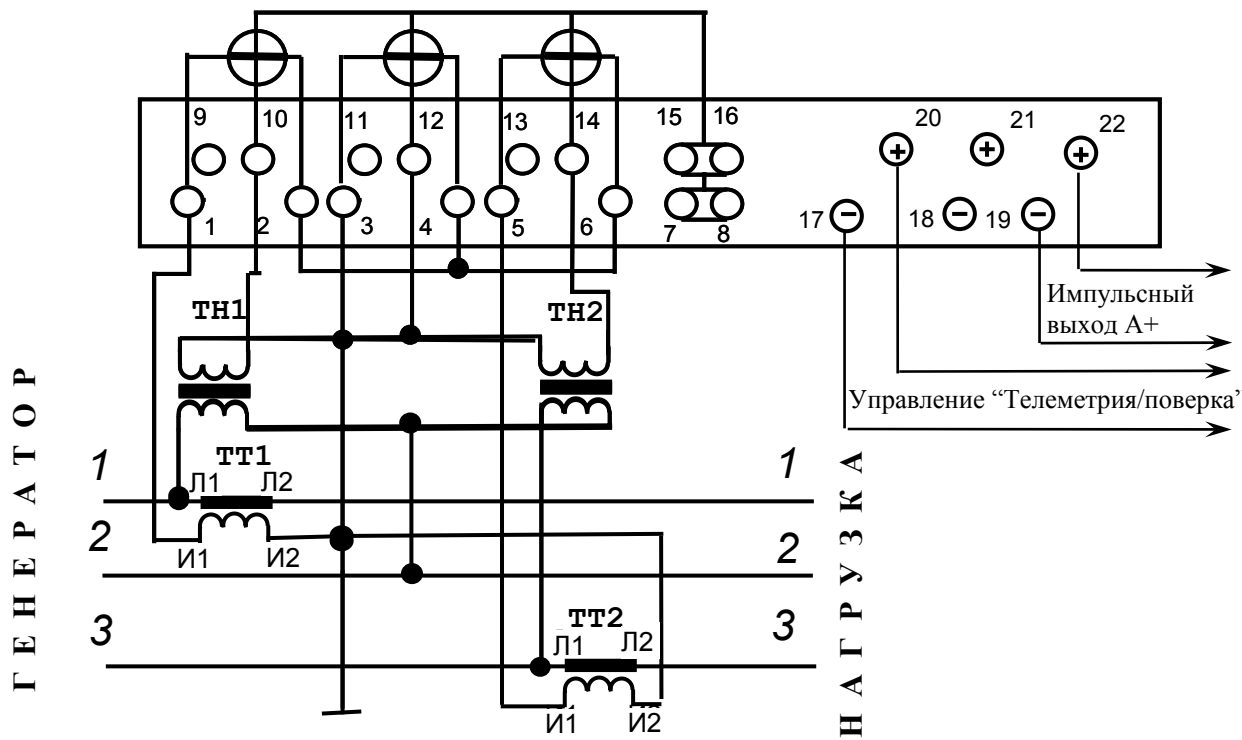 9 10 11 12 13 14 15 16 20 21 22
1 2 3 4 5 6 7 8 17 18 19
ТН1 ТН2
Импульсный
выход А+
Управление “Телеметрия/поверка”
ГЕНЕРАТОР
НАГРУЗКА
ТТ1
1 Л1 Л2 1
2 И1 И2 2
ТТ2
3 Л1 Л2 3
И1 И2